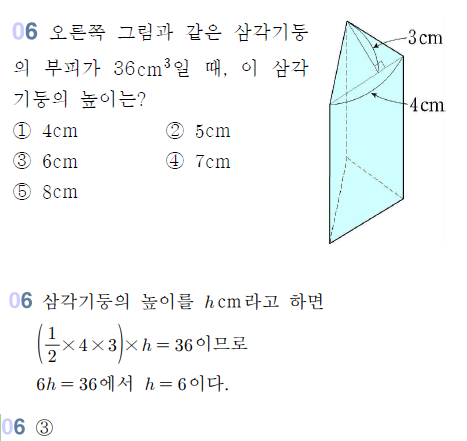 06 오른쪽 그림과 같은 삼각기둥
의 부피가 36cm³일 때, 이 삼각
기둥의 높이는?
① 4cm ② 5cm
③ 6cm ④ 7cm
⑤ 8cm
3cm
4cm
06 삼각기둥의 높이를 h cm라고 하면
(1/2×4×3)×h=36이므로
6h=36에서 h=6이다.
06 ③